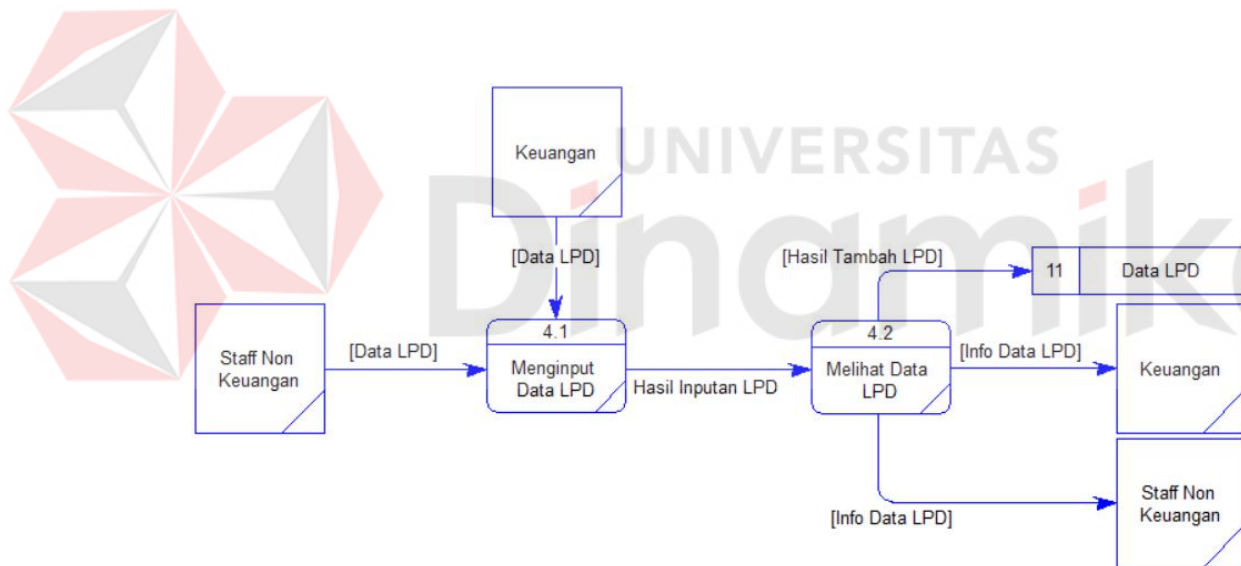 UNIVERSITAS
Dinamika
Keuangan
[Data LPD]
[Hasil Tambah LPD]
11
Data LPD
Staff Non
Keuangan
[Data LPD]
4.1
Menginput
Data LPD
Hasil Inputan LPD
4.2
Melihat Data
LPD
[Info Data LPD]
Keuangan
[Info Data LPD]
Staff Non
Keuangan